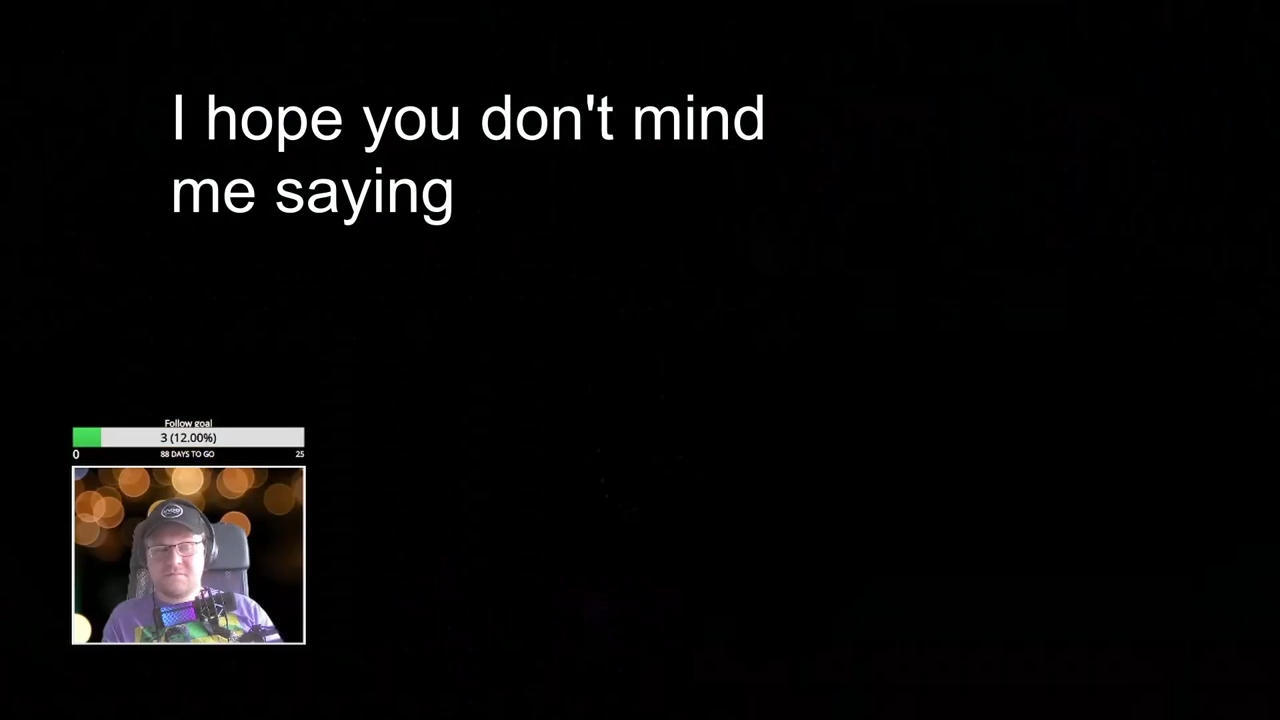 I hope you don't mind
me saying
Follow goal
3 (12.00%)
0
88 DAYS TO GO
25